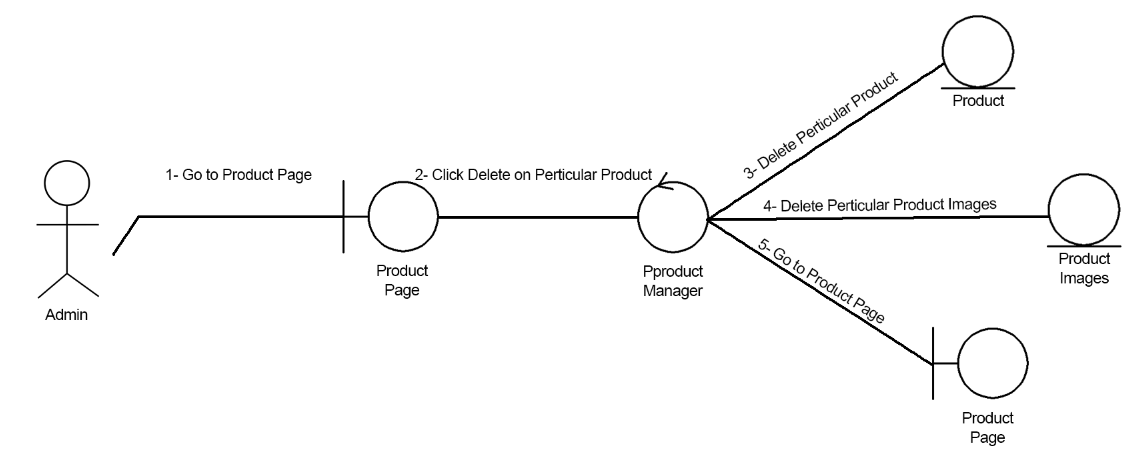 1- Go to Product Page
2- Click Delete on Perticular Product
3- Delete Perticular Product
4- Delete Perticular Product Images
5- Go to Product Page
Admin
Product
Page
Pproduct
Manager
Product
Product
Images
Product
Page